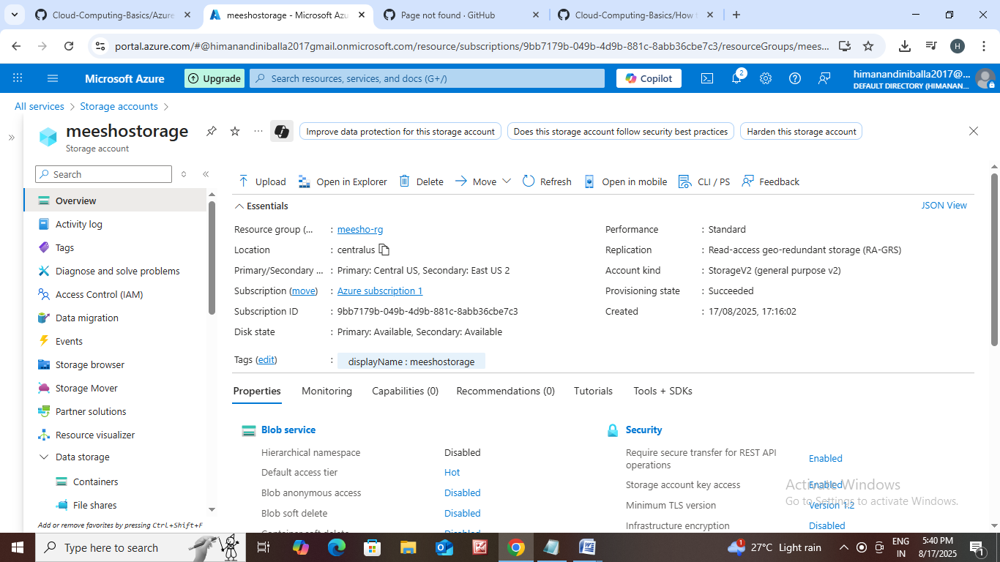 Cloud-Computing-Basics/Azure
meeshostorage - Microsoft Azu
Page not found · GitHub
Cloud-Computing-Basics/How
portal.azure.com/#@himanandiniballa2017gmail.onmicrosoft.com/resource/subscriptions/9bb7179b-049b-4d9b-881c-8abb36cbe7c3/resourceGroups/mees...
H
Microsoft Azure
Upgrade
Search resources, services, and docs (G+/)
Copilot
2
himanandiniballa2017@...
DEFAULT DIRECTORY (HIMANAN...
All services > Storage accounts >
meeshostorage
Storage account
Improve data protection for this storage account
Does this storage account follow security best practices
Harden this storage account
Search
Overview
Activity log
Tags
Diagnose and solve problems
Access Control (IAM)
Data migration
Events
Storage browser
Storage Mover
Partner solutions
Resource visualizer
Data storage
Containers
File shares
Add or remove favorites by pressing Ctrl+Shift+F
Upload
Open in Explorer
Delete
Move
Refresh
Open in mobile
CLI / PS
Feedback
Essentials
JSON View
Resource group (... : meesho-rg
Location : centralus
Primary/Secondary ... : Primary: Central US, Secondary: East US 2
Subscription (move) : Azure subscription 1
Subscription ID : 9bb7179b-049b-4d9b-881c-8abb36cbe7c3
Disk state : Primary: Available, Secondary: Available
Performance : Standard
Replication : Read-access geo-redundant storage (RA-GRS)
Account kind : StorageV2 (general purpose v2)
Provisioning state : Succeeded
Created : 17/08/2025, 17:16:02
Tags (edit) : displayName : meeshostorage
Properties
Monitoring
Capabilities (0)
Recommendations (0)
Tutorials
Tools + SDKs
Blob service
Hierarchical namespace Disabled
Default access tier Hot
Blob anonymous access Disabled
Blob soft delete Disabled
Container soft delete Disabled
Security
Require secure transfer for REST API
operations Enabled
Storage account key access Enabled
Minimum TLS version Version 1.2
Infrastructure encryption Disabled
Activate Windows
Go to Settings to activate Windows.
Type here to search
27°C Light rain
ENG
IN
5:40 PM
8/17/2025
1